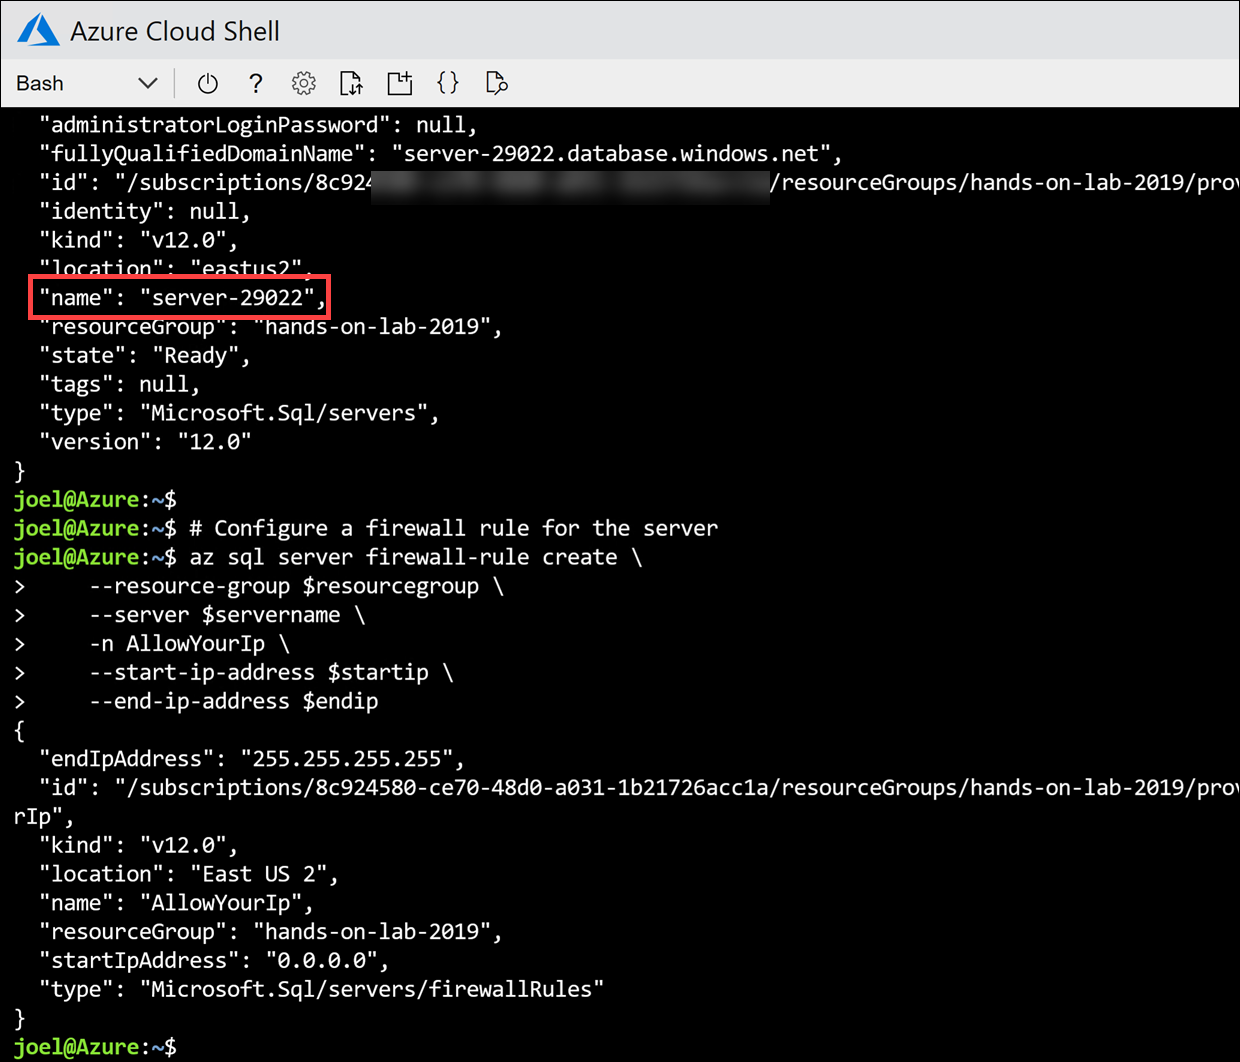 Azure Cloud Shell
Bash
?
{}
"administratorLoginPassword": null,
"fullyQualifiedDomainName": "server-29022.database.windows.net",
"id": "/subscriptions/8c924 /resourceGroups/hands-on-lab-2019/prov
"identity": null,
"kind": "v12.0",
"location": "eastus2",
"name": "server-29022",
"resourceGroup": "hands-on-lab-2019",
"state": "Ready",
"tags": null,
"type": "Microsoft.Sql/servers",
"version": "12.0"
}
joel@Azure:~$
joel@Azure:~$ # Configure a firewall rule for the server
joel@Azure:~$ az sql server firewall-rule create \
> --resource-group $resourcegroup \
> --server $servername \
> -n AllowYourIp \
> --start-ip-address $startip \
> --end-ip-address $endip
{
"endIpAddress": "255.255.255.255",
"id": "/subscriptions/8c924580-ce70-48d0-a031-1b21726acc1a/resourceGroups/hands-on-lab-2019/prov
rIp",
"kind": "v12.0",
"location": "East US 2",
"name": "AllowYourIp",
"resourceGroup": "hands-on-lab-2019",
"startIpAddress": "0.0.0.0",
"type": "Microsoft.Sql/servers/firewallRules"
}
joel@Azure:~$